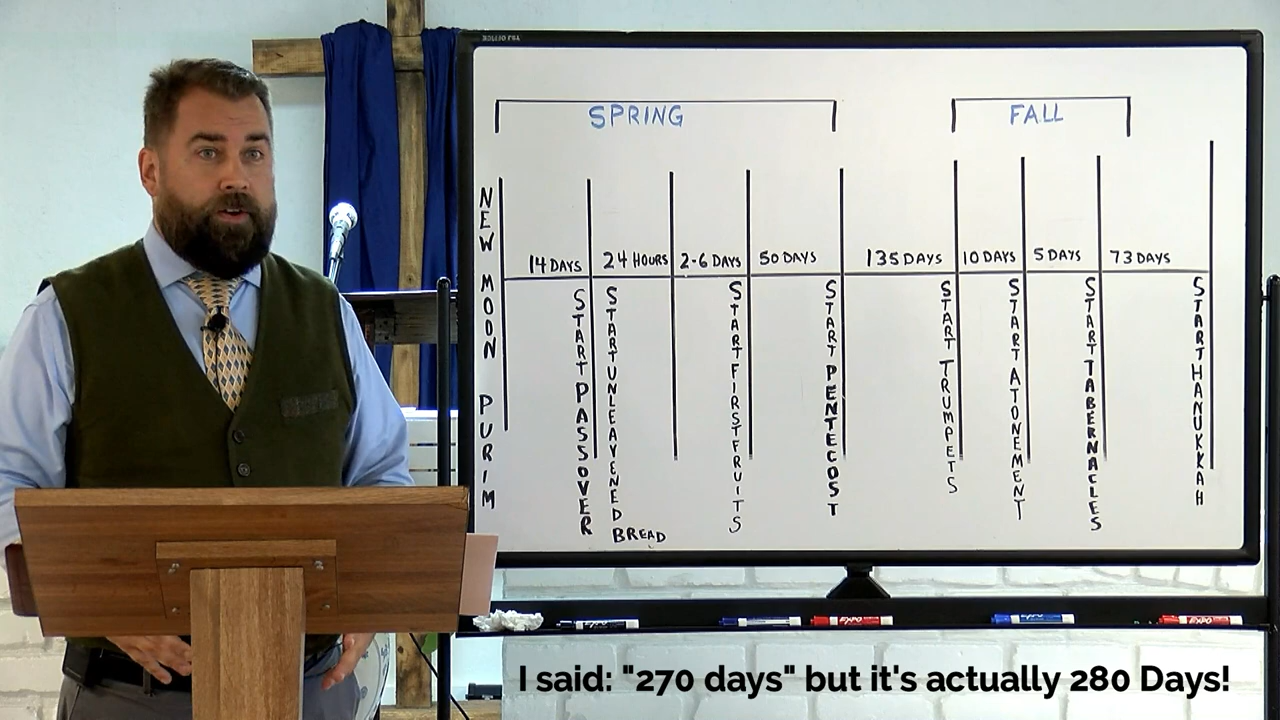 SPRING
FALL
NEW MOON PURIM
14 DAYS
24 HOURS
2-6 DAYS
50 DAYS
135 DAYS
10 DAYS
5 DAYS
73 DAYS
START PASSOVER
START UNLEAVENED
BREAD
START FIRSTFRUITS
START PENTECOST
START TRUMPETS
START ATONEMENT
START TABERNACLES
START HANUKKAH
EXPO
EXPO
EXPO
I said: "270 days" but it's actually 280 Days!